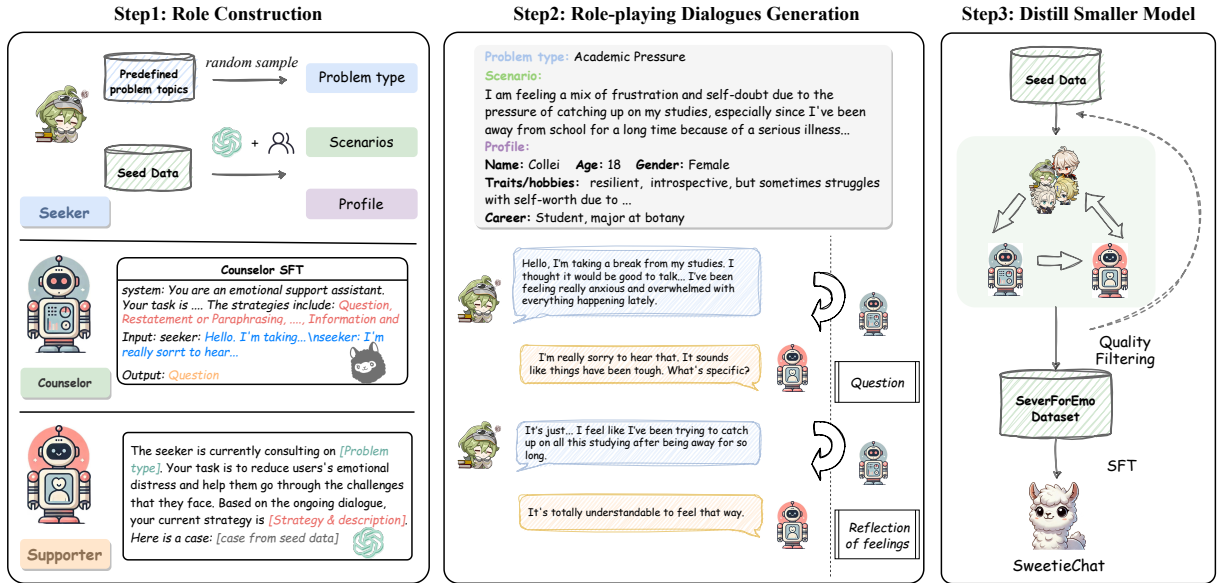 Step1: Role Construction
Predefined
problem topics
random sample
Problem type
Seed Data
+
Scenarios
Profile
Seeker
Counselor SFT
system: You are an emotional support assistant.
Your task is .... The strategies include: Question,
Restatement or Paraphrasing, ...., Information and
Input: seeker: Hello. I'm taking...\nseeker: I'm
really sorrt to hear...
Output: Question
Counselor
The seeker is currently consulting on [Problem
type]. Your task is to reduce users's emotional
distress and help them go through the challenges
that they face. Based on the ongoing dialogue,
your current strategy is [Strategy & description].
Here is a case: [case from seed data]
Supporter
Step2: Role-playing Dialogues Generation
Problem type: Academic Pressure
Scenario:
I am feeling a mix of frustration and self-doubt due to the
pressure of catching up on my studies, especially since I've been
away from school for a long time because of a serious illness...
Profile:
Name: Collei Age: 18 Gender: Female
Traits/hobbies: resilient, introspective, but sometimes struggles
with self-worth due to ...
Career: Student, major at botany
Hello, I'm taking a break from my studies. I
thought it would be good to talk... I've been
feeling really anxious and overwhelmed with
everything happening lately.
I'm really sorry to hear that. It sounds
like things have been tough. What's specific?
Question
It's just... I feel like I've been trying to catch
up on all this studying after being away for so
long.
It's totally understandable to feel that way.
Reflection
of feelings
Step3: Distill Smaller Model
Seed Data
Quality
Filtering
SeverForEmo
Dataset
SFT
SweetieChat